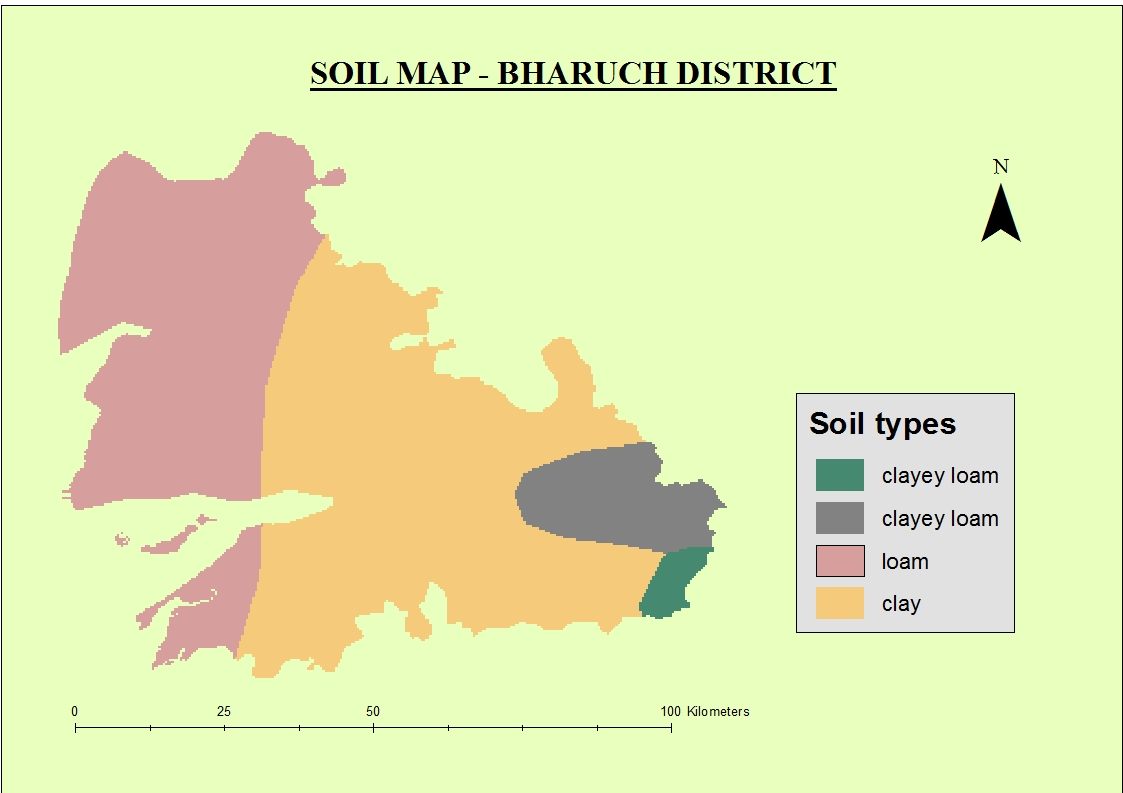 SOIL MAP - BHARUCH DISTRICT
N
Soil types
clayey loam
clayey loam
loam
clay
0 25 50 100 Kilometers